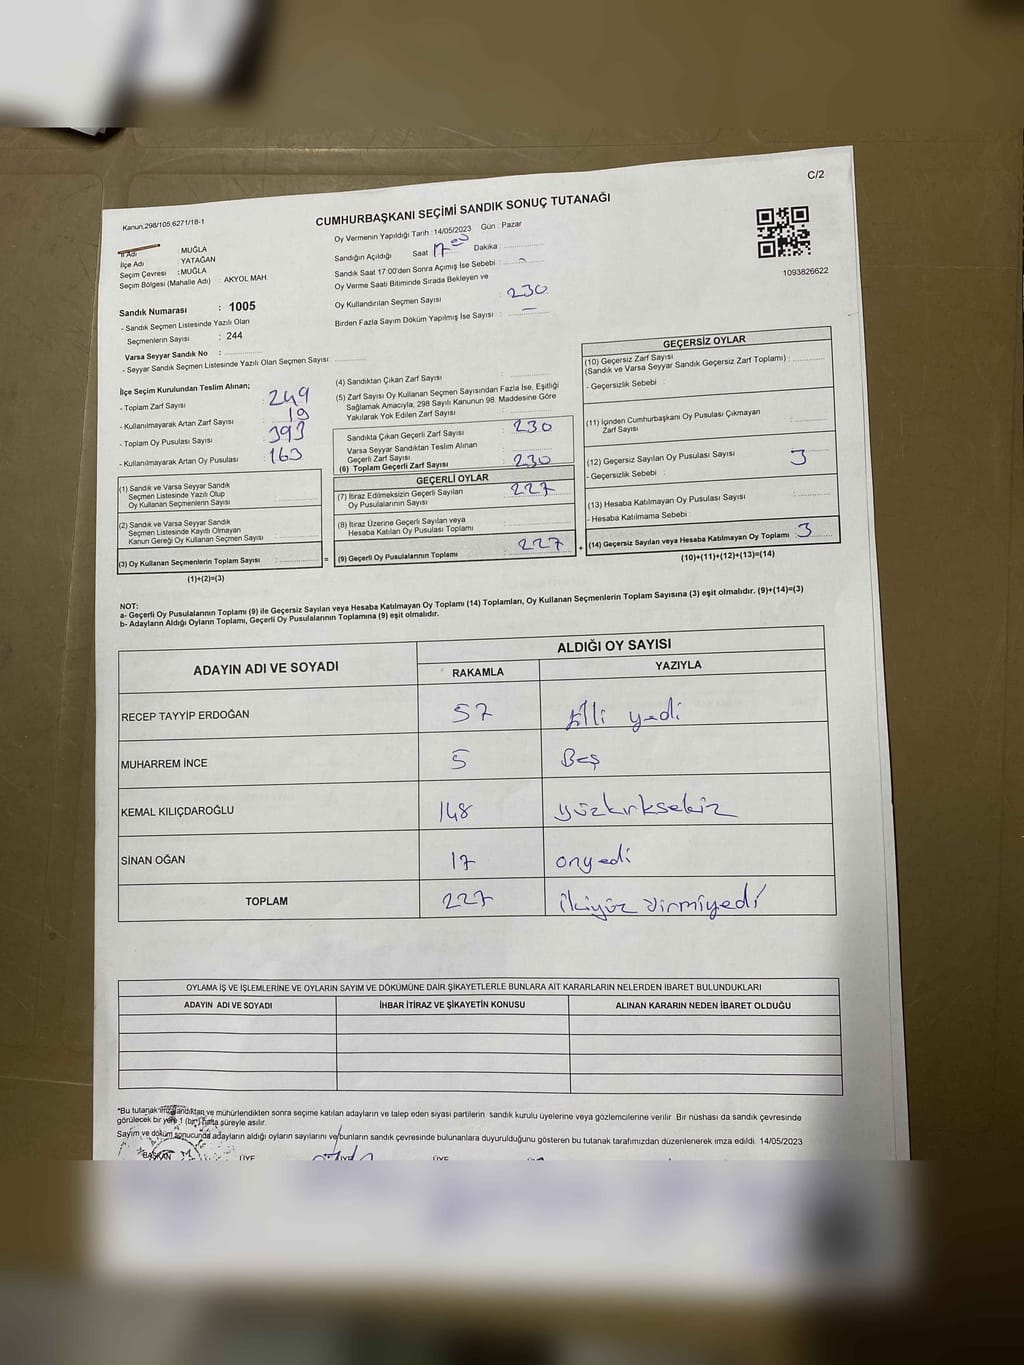 C/2
Kanun,298/105,6271/18-1
CUMHURBAŞKANI SEÇİMİ SANDIK SONUÇ TUTANAĞI
1093826622
İl Adı : MUĞLA
İlçe Adı : YATAĞAN
Seçim Çevresi : MUĞLA
Seçim Bölgesi (Mahalle Adı) : AKYOL MAH.
Sandık Numarası : 1005
- Sandık Seçmen Listesinde Yazılı Olan
Seçmenlerin Sayısı : 244
Varsa Seyyar Sandık No :
- Seyyar Sandık Seçmen Listesinde Yazılı Olan Seçmen Sayısı:
Oy Vermenin Yapıldığı Tarih : 14/05/2023 Gün : Pazar
Sandığın Açıldığı Saat 17 00 Dakika :
Sandık Saat 17:00'den Sonra Açımış İse Sebebi :
Oy Verme Saati Bitiminde Sırada Bekleyen ve
Oy Kullandırılan Seçmen Sayısı : 230
Birden Fazla Sayım Döküm Yapılmış İse Sayısı : —
İlçe Seçim Kurulundan Teslim Alınan;
- Toplam Zarf Sayısı : 249
- Kullanılmayarak Artan Zarf Sayısı : 19
- Toplam Oy Pusulası Sayısı : 393
- Kullanılmayarak Artan Oy Pusulası : 163
(1) Sandık ve Varsa Seyyar Sandık
Seçmen Listesinde Yazılı Olup
Oy Kullanan Seçmenlerin Sayısı
(2) Sandık ve Varsa Seyyar Sandık
Seçmen Listesinde Kayıtlı Olmayan
Kanun Gereği Oy Kullanan Seçmen Sayısı :
(3) Oy Kullanan Seçmenlerin Toplam Sayısı :
(1)+(2)=(3)
=
(4) Sandıktan Çıkan Zarf Sayısı :
(5) Zarf Sayısı Oy Kullanan Seçmen Sayısından Fazla İse, Eşitliği
Sağlamak Amacıyla, 298 Sayılı Kanunun 98. Maddesine Göre
Yakılarak Yok Edilen Zarf Sayısı :
Sandıkta Çıkan Geçerli Zarf Sayısı : 230
Varsa Seyyar Sandıktan Teslim Alınan
Geçerli Zarf Sayısı :
(6) Toplam Geçerli Zarf Sayısı : 230
GEÇERLİ OYLAR
(7) İtiraz Edilmeksizin Geçerli Sayılan
Oy Pusulalarının Sayısı : 227
(8) İtiraz Üzerine Geçerli Sayılan veya
Hesaba Katılan Oy Pusulası Toplamı :
(9) Geçerli Oy Pusulalarının Toplamı : 227
+
GEÇERSİZ OYLAR
(10) Geçersiz Zarf Sayısı
(Sandık ve Varsa Seyyar Sandık Geçersiz Zarf Toplamı) :
- Geçersizlik Sebebi :
(11) İçinden Cumhurbaşkanı Oy Pusulası Çıkmayan
Zarf Sayısı :
(12) Geçersiz Sayılan Oy Pusulası Sayısı : 3
- Geçersizlik Sebebi :
(13) Hesaba Katılmayan Oy Pusulası Sayısı :
- Hesaba Katılmama Sebebi :
(14) Geçersiz Sayılan veya Hesaba Katılmayan Oy Toplamı : 3
(10)+(11)+(12)+(13)=(14)
NOT:
a- Geçerli Oy Pusulalarının Toplamı (9) ile Geçersiz Sayılan veya Hesaba Katılmayan Oy Toplamı (14) Toplamları, Oy Kullanan Seçmenlerin Toplam Sayısına (3) eşit olmalıdır. (9)+(14)=(3)
b- Adayların Aldığı Oyların Toplamı, Geçerli Oy Pusulalarının Toplamına (9) eşit olmalıdır.
ADAYIN ADI VE SOYADI ALDIĞI OY SAYISI
RAKAMLA YAZIYLA
RECEP TAYYİP ERDOĞAN 57 Elli yedi
MUHARREM İNCE 5 Beş
KEMAL KILIÇDAROĞLU 148 yüzkırksekiz
SİNAN OĞAN 17 onyedi
TOPLAM 227 ikiyüz yirmiyedi
OYLAMA İŞ VE İŞLEMLERİNE VE OYLARIN SAYIM VE DÖKÜMÜNE DAİR ŞİKAYETLERLE BUNLARA AİT KARARLARIN NELERDEN İBARET BULUNDUKLARI
ADAYIN ADI VE SOYADI İHBAR İTİRAZ VE ŞİKAYETİN KONUSU ALINAN KARARIN NEDEN İBARET OLDUĞU
*Bu tutanak imzalandıktan ve mühürlendikten sonra seçime katılan adayların ve talep eden siyasi partilerin sandık kurulu üyelerine veya gözlemcilerine verilir. Bir nüshası da sandık çevresinde
görülecek bir yere 1 (bir) hafta süreyle asılır.
Sayım ve döküm sonucunda adayların aldığı oyların sayılarını ve bunların sandık çevresinde bulunanlara duyurulduğunu gösteren bu tutanak tarafımızdan düzenlenerek imza edildi. 14/05/2023
BAŞKAN ÜYE ÜYE ÜYE